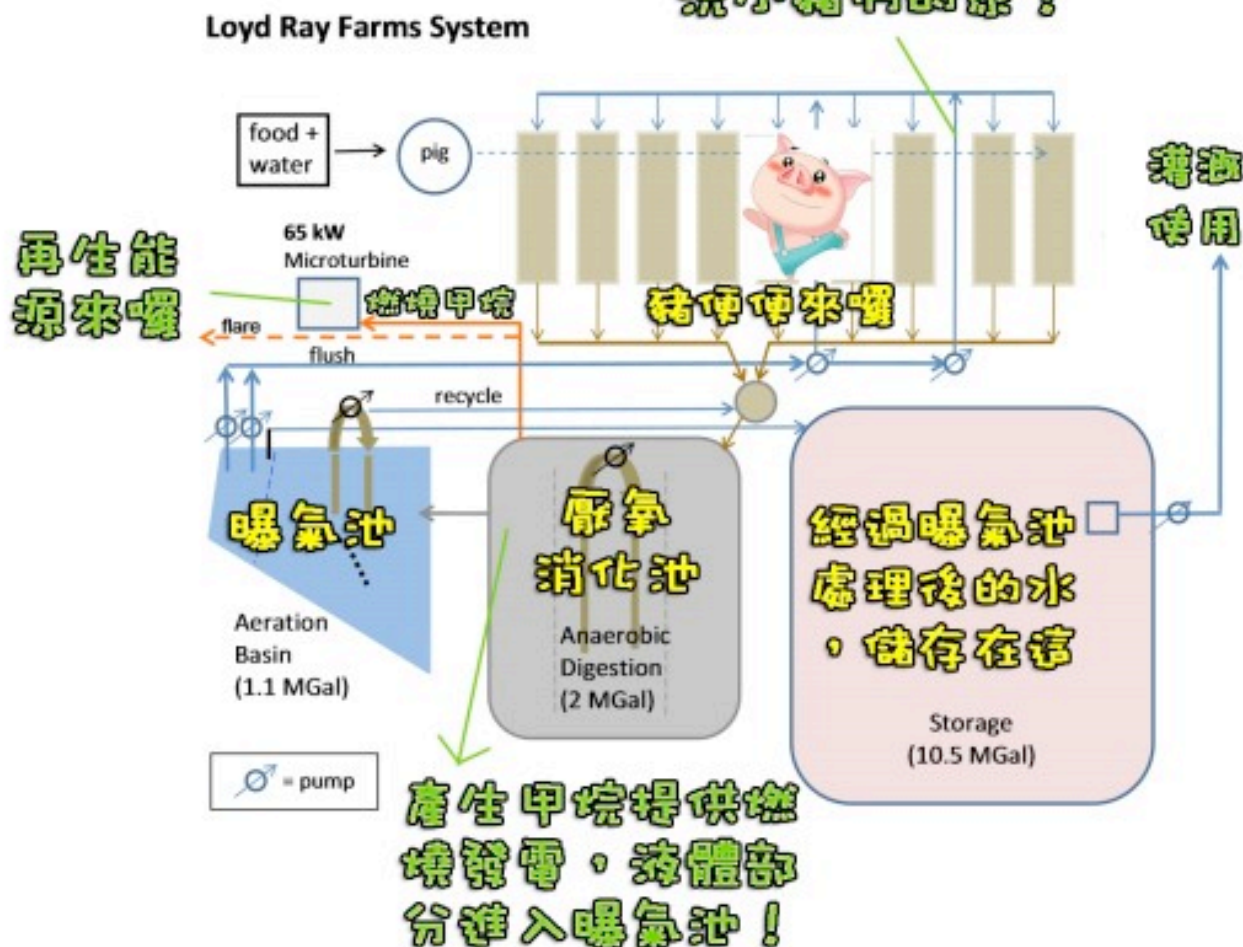 Loyd Ray Farms System
food +
water
pig
灌溉
使用
65 kW
Microturbine
再生能
源來囉
燃燒甲烷
豬便便來囉
flare
flush
recycle
曝氣池
厭氧
消化池
經過曝氣池
處理後的水
，儲存在這
Aeration
Basin
(1.1 MGal)
Anaerobic
Digestion
(2 MGal)
Storage
(10.5 MGal)
= pump
產生甲烷提供燃
燒發電，液體部
分進入曝氣池！